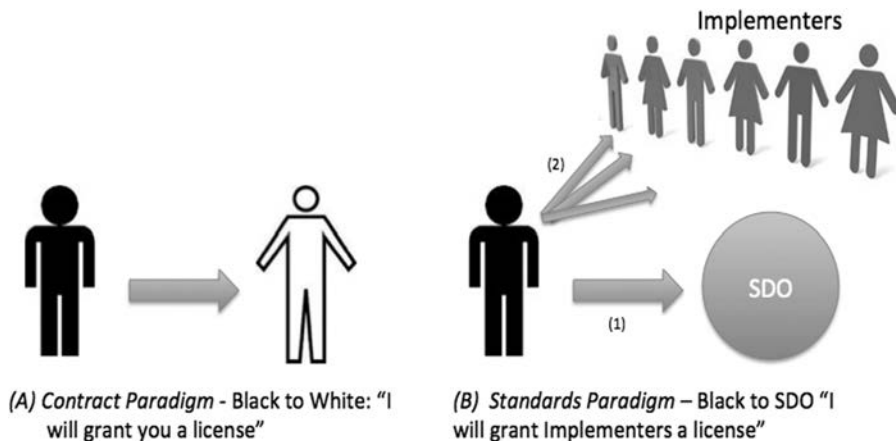 Implementers
(2)
SDO
(1)
(A) Contract Paradigm - Black to White: “I
will grant you a license”
(B) Standards Paradigm – Black to SDO “I
will grant Implementers a license”